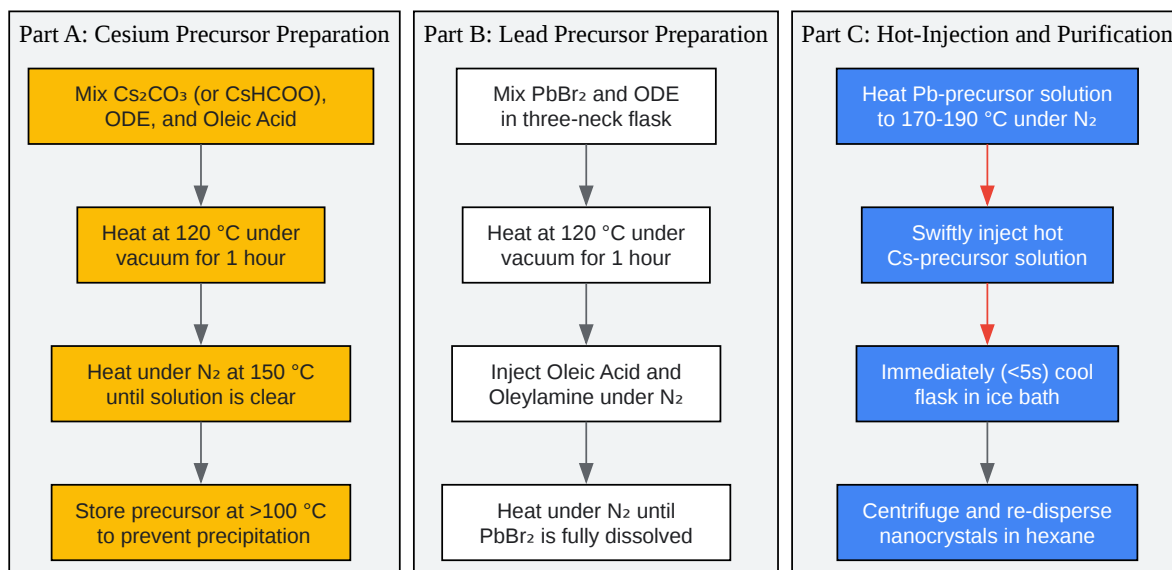 Part A: Cesium Precursor Preparation
Mix Cs₂CO₃ (or CsHCOO),
ODE, and Oleic Acid
Heat at 120 °C under
vacuum for 1 hour
Heat under N₂ at 150 °C
until solution is clear
Store precursor at >100 °C
to prevent precipitation
Part B: Lead Precursor Preparation
Mix PbBr₂ and ODE
in three-neck flask
Heat at 120 °C under
vacuum for 1 hour
Inject Oleic Acid and
Oleylamine under N₂
Heat under N₂ until
PbBr₂ is fully dissolved
Part C: Hot-Injection and Purification
Heat Pb-precursor solution
to 170-190 °C under N₂
Swiftly inject hot
Cs-precursor solution
Immediately (<5s) cool
flask in ice bath
Centrifuge and re-disperse
nanocrystals in hexane